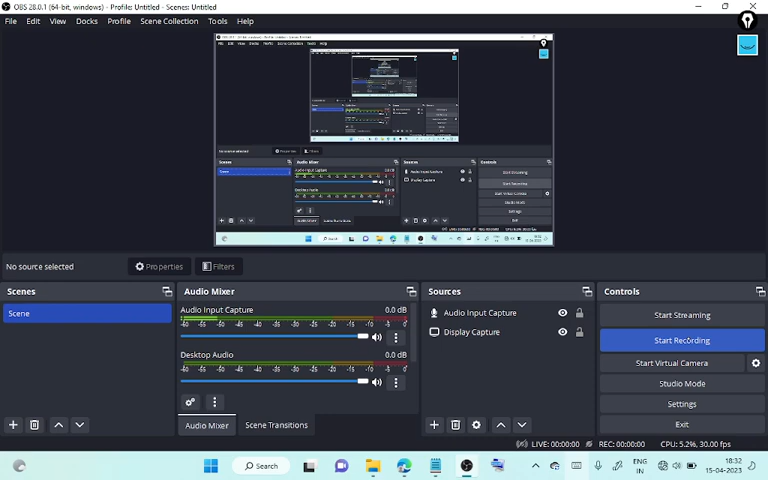 OBS 28.0.1 (64-bit, windows) - Profile: Untitled - Scenes: Untitled
File Edit View Docks Profile Scene Collection Tools Help
No source selected Properties Filters
Scenes Audio Mixer Sources Controls
Scene
Audio Input Capture 0.0 dB
-60 -55 -50 -45 -40 -35 -30 -25 -20 -15 -10 -5 0
Desktop Audio 0.0 dB
-60 -55 -50 -45 -40 -35 -30 -25 -20 -15 -10 -5 0
Audio Mixer Scene Transitions
Audio Input Capture
Display Capture
Start Streaming
Start Recording
Start Virtual Camera
Studio Mode
Settings
Exit
LIVE: 00:00:00 REC: 00:00:00 CPU: 5.2%, 30.00 fps
Search
ENG
IN
18:32
15-04-2023